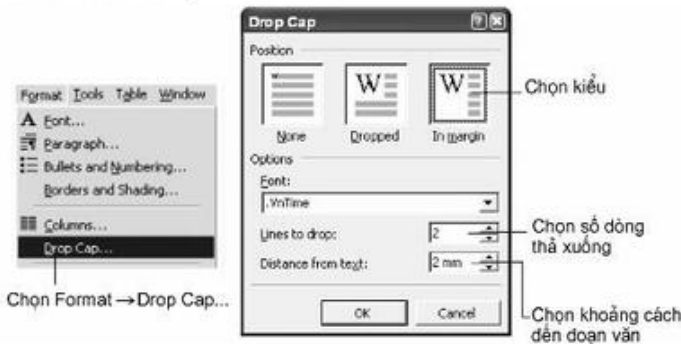 Format Tools Table Window
Font...
Paragraph...
Bullets and Numbering...
Borders and Shading...
Columns...
Drop Cap...
Chọn Format→Drop Cap...
Drop Cap
Position
None Dropped In margin
Chọn kiểu
Options
Font:
.VnTime
Lines to drop: 2
Chọn số dòng
thả xuống
Distance from text: 2 mm
OK Cancel
Chọn khoảng cách
đến đoạn văn